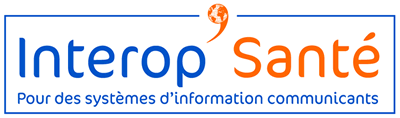 Interop'Santé
Pour des systèmes d'information communicants